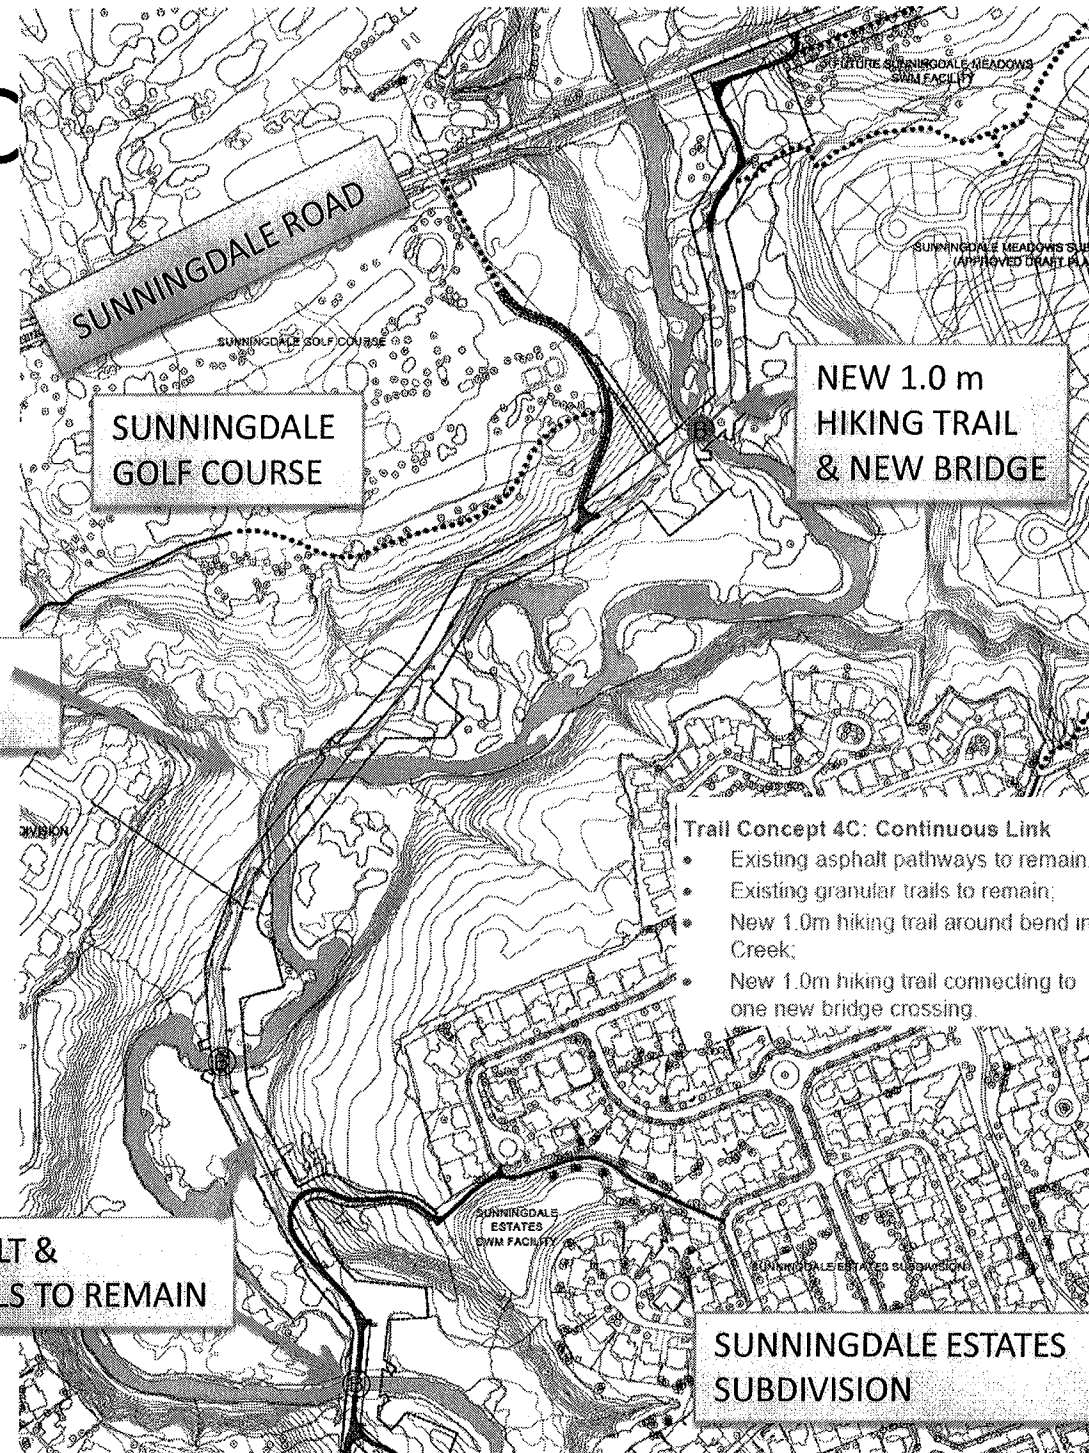 C
FUTURE SUNNINGDALE MEADOWS
SWM FACILITY
SUNNINGDALE ROAD
SUNNINGDALE MEADOWS SU
(APPROVED DRAFT PLA
SUNNINGDALE GOLF COURSE
NEW 1.0 m
HIKING TRAIL
& NEW BRIDGE
SUNNINGDALE
GOLF COURSE
B
IVISION
Trail Concept 4C: Continuous Link
• Existing asphalt pathways to remain
• Existing granular trails to remain;
• New 1.0m hiking trail around bend in
Creek;
• New 1.0m hiking trail connecting to
one new bridge crossing.
B
SUNNINGDALE
ESTATES
SWM FACILITY
LT &
LS TO REMAIN
SUNNINGDALE ESTATES SUBDIVISION
SUNNINGDALE ESTATES
SUBDIVISION
B